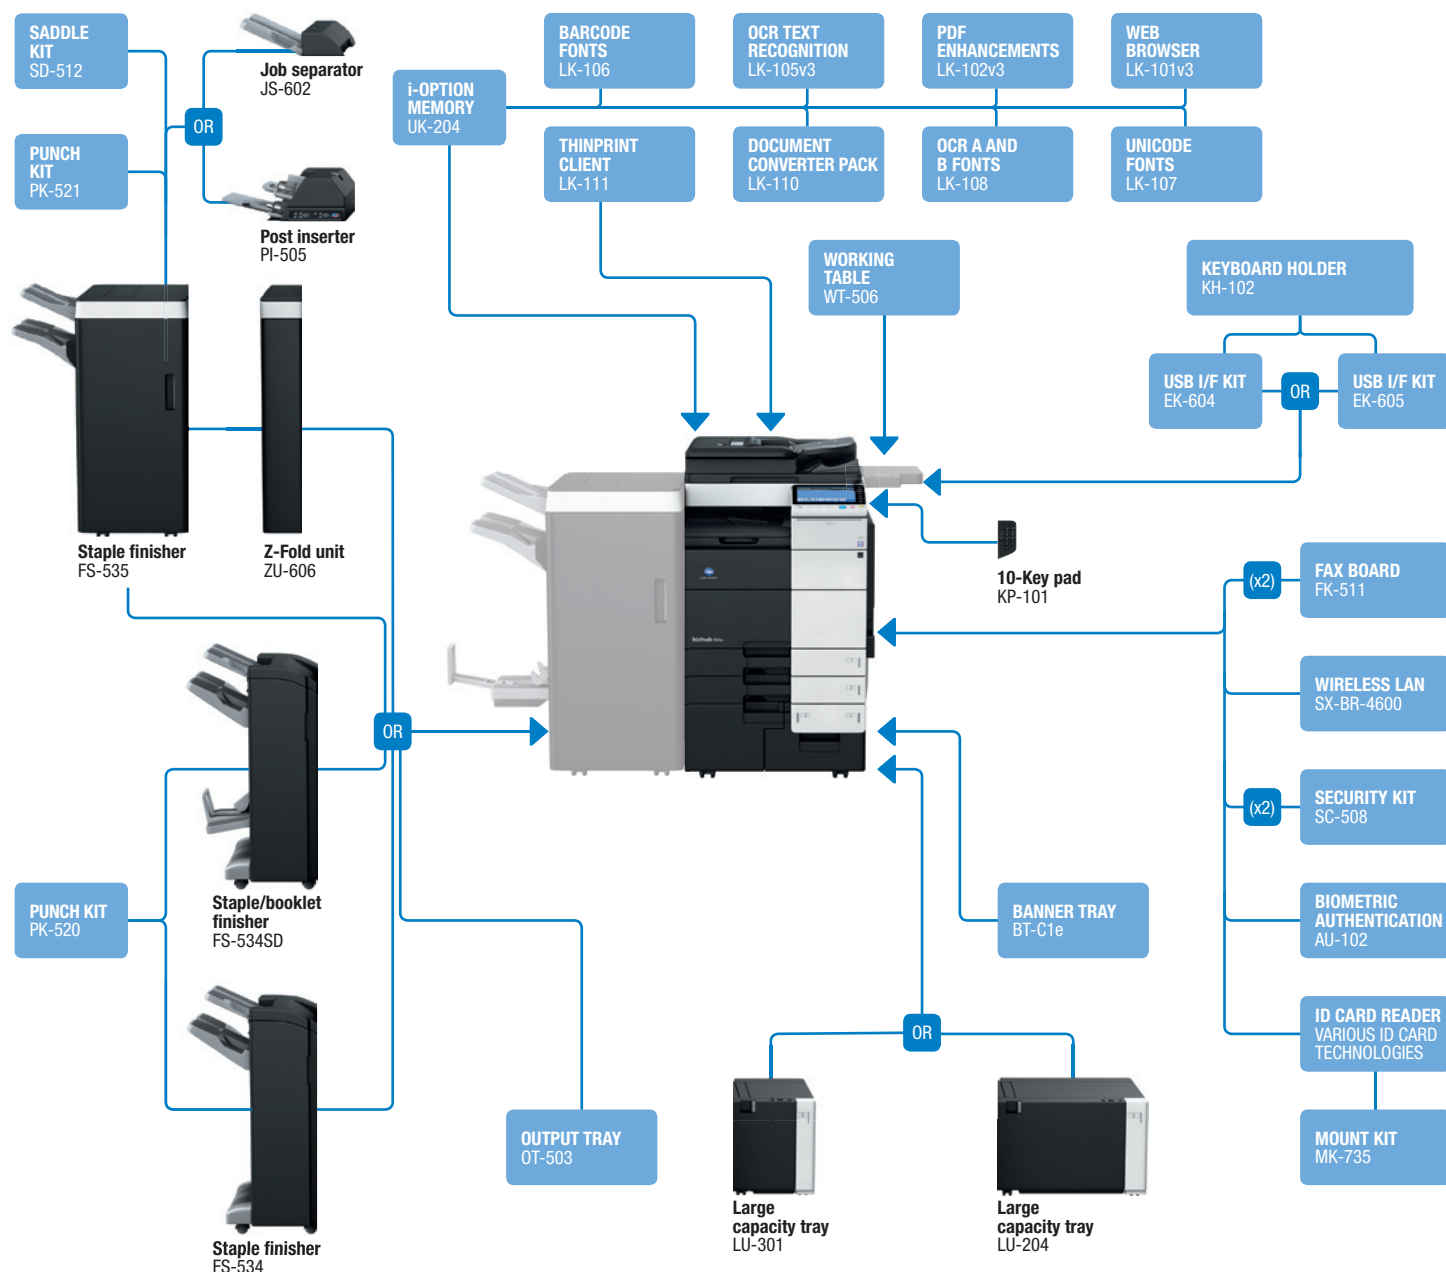 SADDLE
KIT
SD-512
Job separator
JS-602
OR
PUNCH
KIT
PK-521
Post inserter
PI-505
i-OPTION
MEMORY
UK-204
BARCODE
FONTS
LK-106
OCR TEXT
RECOGNITION
LK-105v3
PDF
ENHANCEMENTS
LK-102v3
WEB
BROWSER
LK-101v3
THINPRINT
CLIENT
LK-111
DOCUMENT
CONVERTER PACK
LK-110
OCR A AND
B FONTS
LK-108
UNICODE
FONTS
LK-107
WORKING
TABLE
WT-506
KEYBOARD HOLDER
KH-102
USB I/F KIT
EK-604
OR
USB I/F KIT
EK-605
Staple finisher
FS-535
Z-Fold unit
ZU-606
10-Key pad
KP-101
(x2)
FAX BOARD
FK-511
bizhub
WIRELESS LAN
SX-BR-4600
OR
(x2)
SECURITY KIT
SC-508
Staple/booklet
finisher
FS-534SD
PUNCH KIT
PK-520
BANNER TRAY
BT-C1e
BIOMETRIC
AUTHENTICATION
AU-102
OR
ID CARD READER
VARIOUS ID CARD
TECHNOLOGIES
OUTPUT TRAY
OT-503
MOUNT KIT
MK-735
Large
capacity tray
LU-301
Large
capacity tray
LU-204
Staple finisher
FS-534